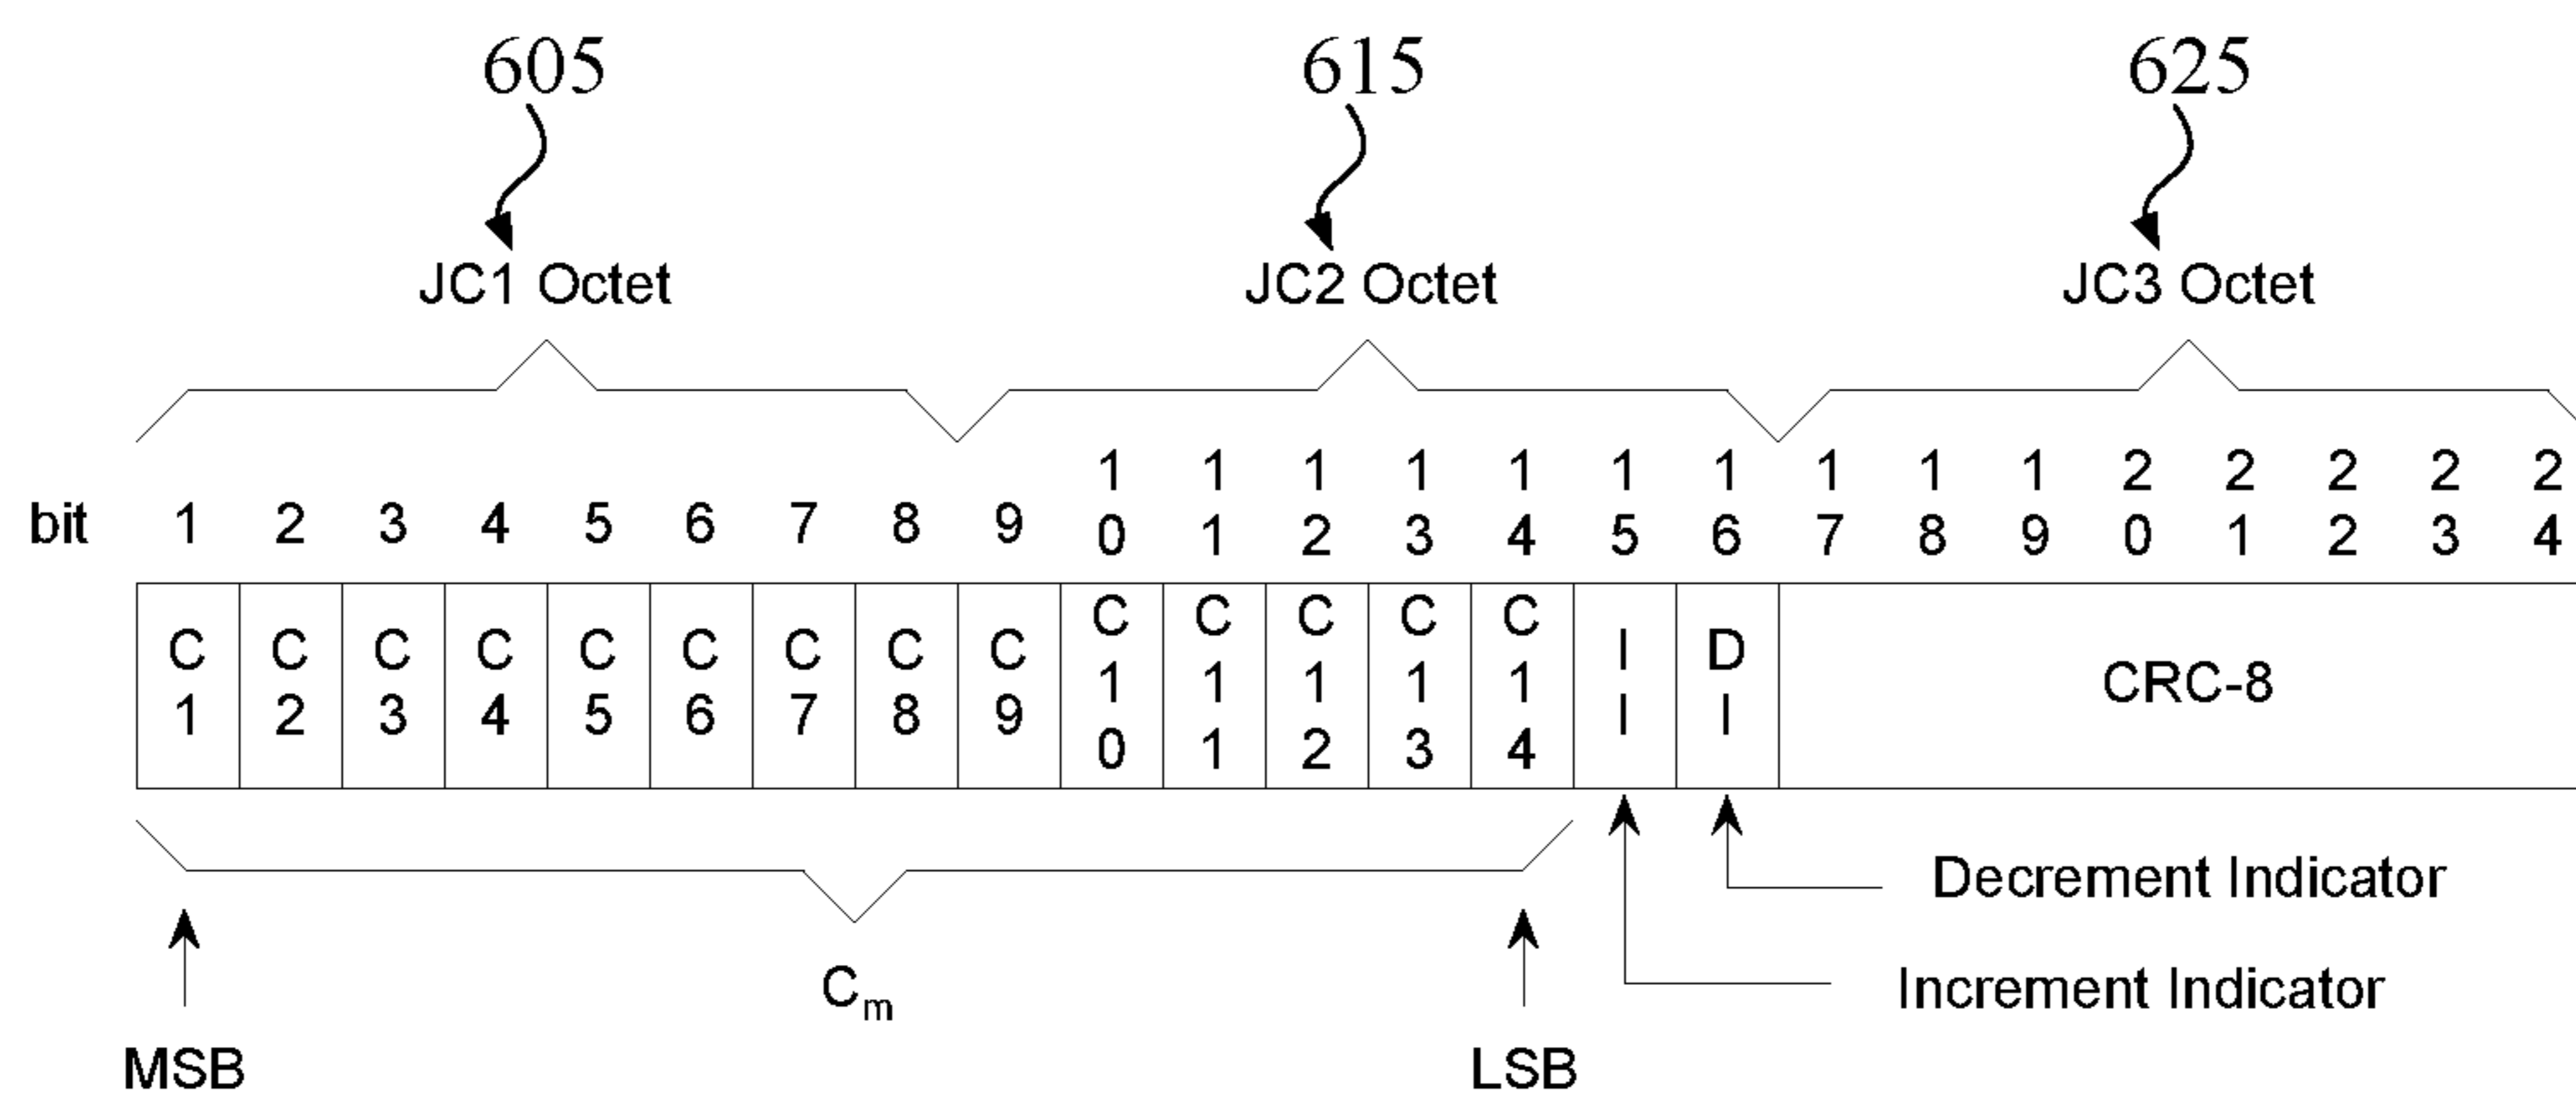 605 615 625
JC1 Octet JC2 Octet JC3 Octet
bit 1 2 3 4 5 6 7 8 9 10 11 12 13 14 15 16 17 18 19 20 21 22 23 24
C1 C2 C3 C4 C5 C6 C7 C8 C9 C10 C11 C12 C13 C14 II DI CRC-8
Decrement Indicator
Cm Increment Indicator
MSB LSB